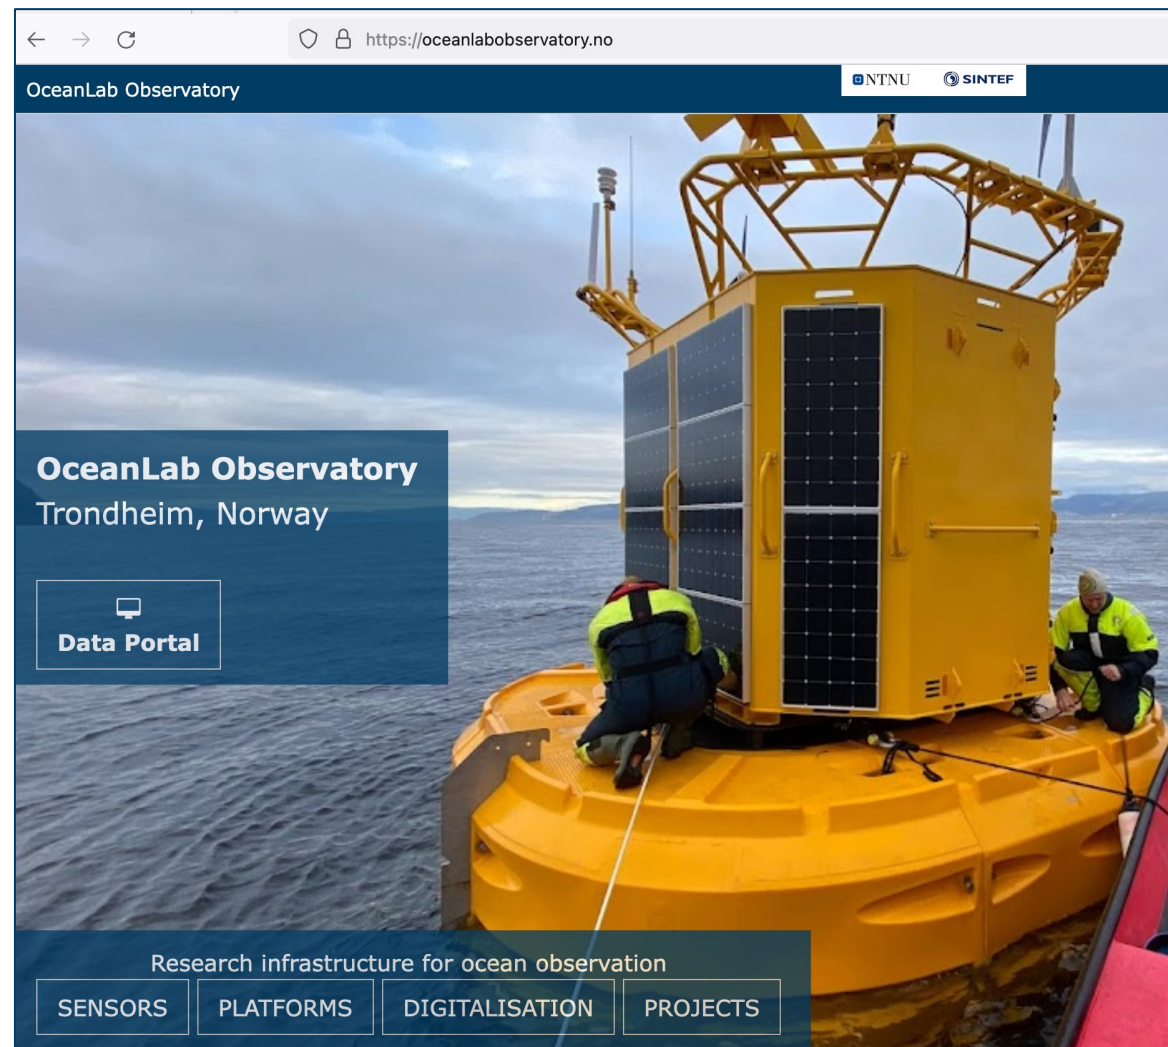 https://oceanlabobservatory.no
OceanLab Observatory
NTNU
SINTEF
OceanLab Observatory
Trondheim, Norway
Data Portal
Research infrastructure for ocean observation
SENSORS
PLATFORMS
DIGITALISATION
PROJECTS